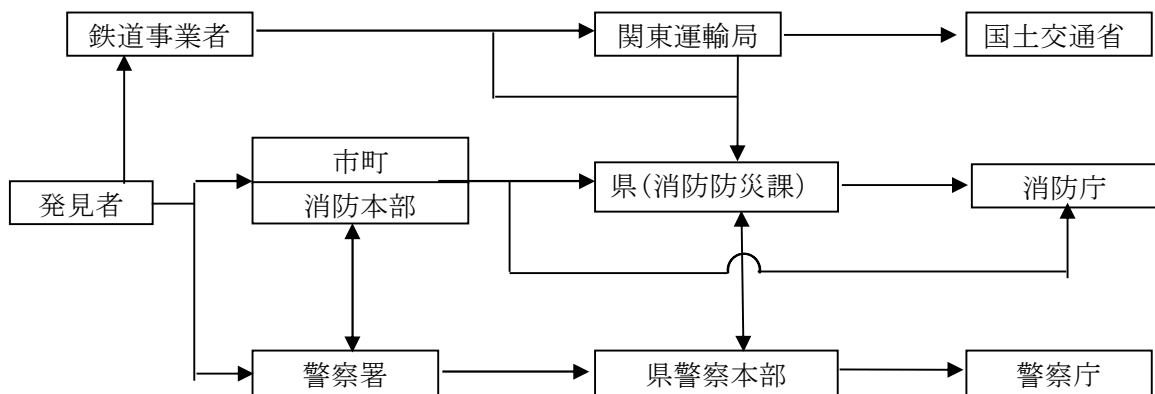 鉄道事業者
関東運輸局
国土交通省
市町
発見者
消防本部
県(消防防災課)
消防庁
警察署
県警察本部
警察庁